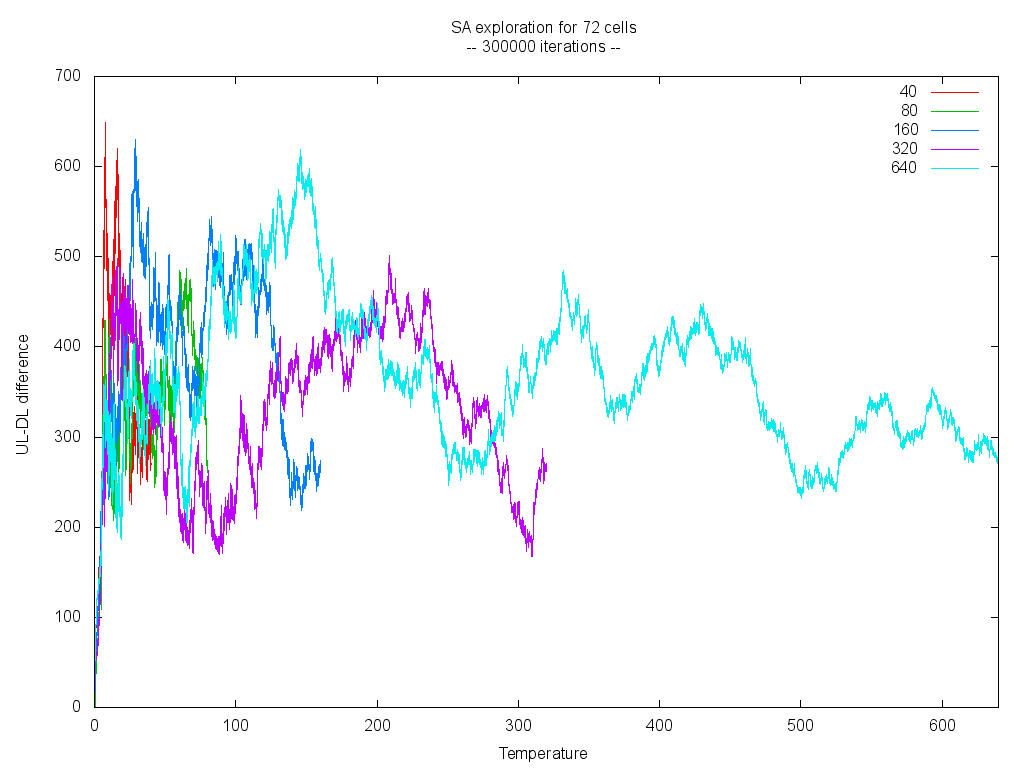 SA exploration for 72 cells
-- 300000 iterations --
700
600
500
400
300
200
100
0
UL-DL difference
40
80
160
320
640
0 100 200 300 400 500 600
Temperature